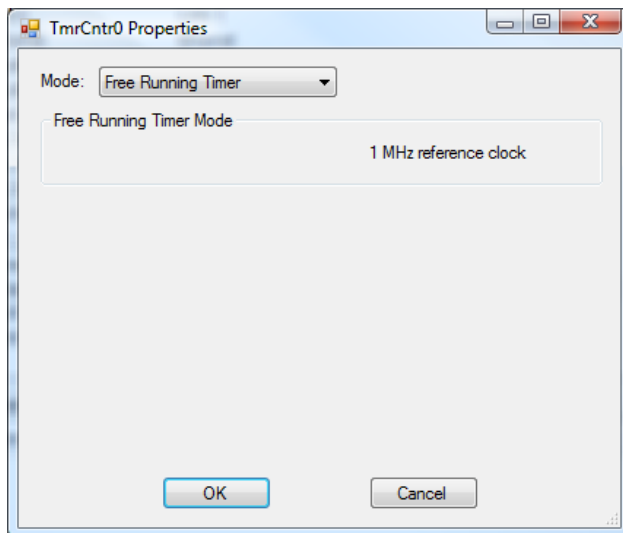 TmrCntr0 Properties
Mode: Free Running Timer
Free Running Timer Mode
1 MHz reference clock
OK Cancel